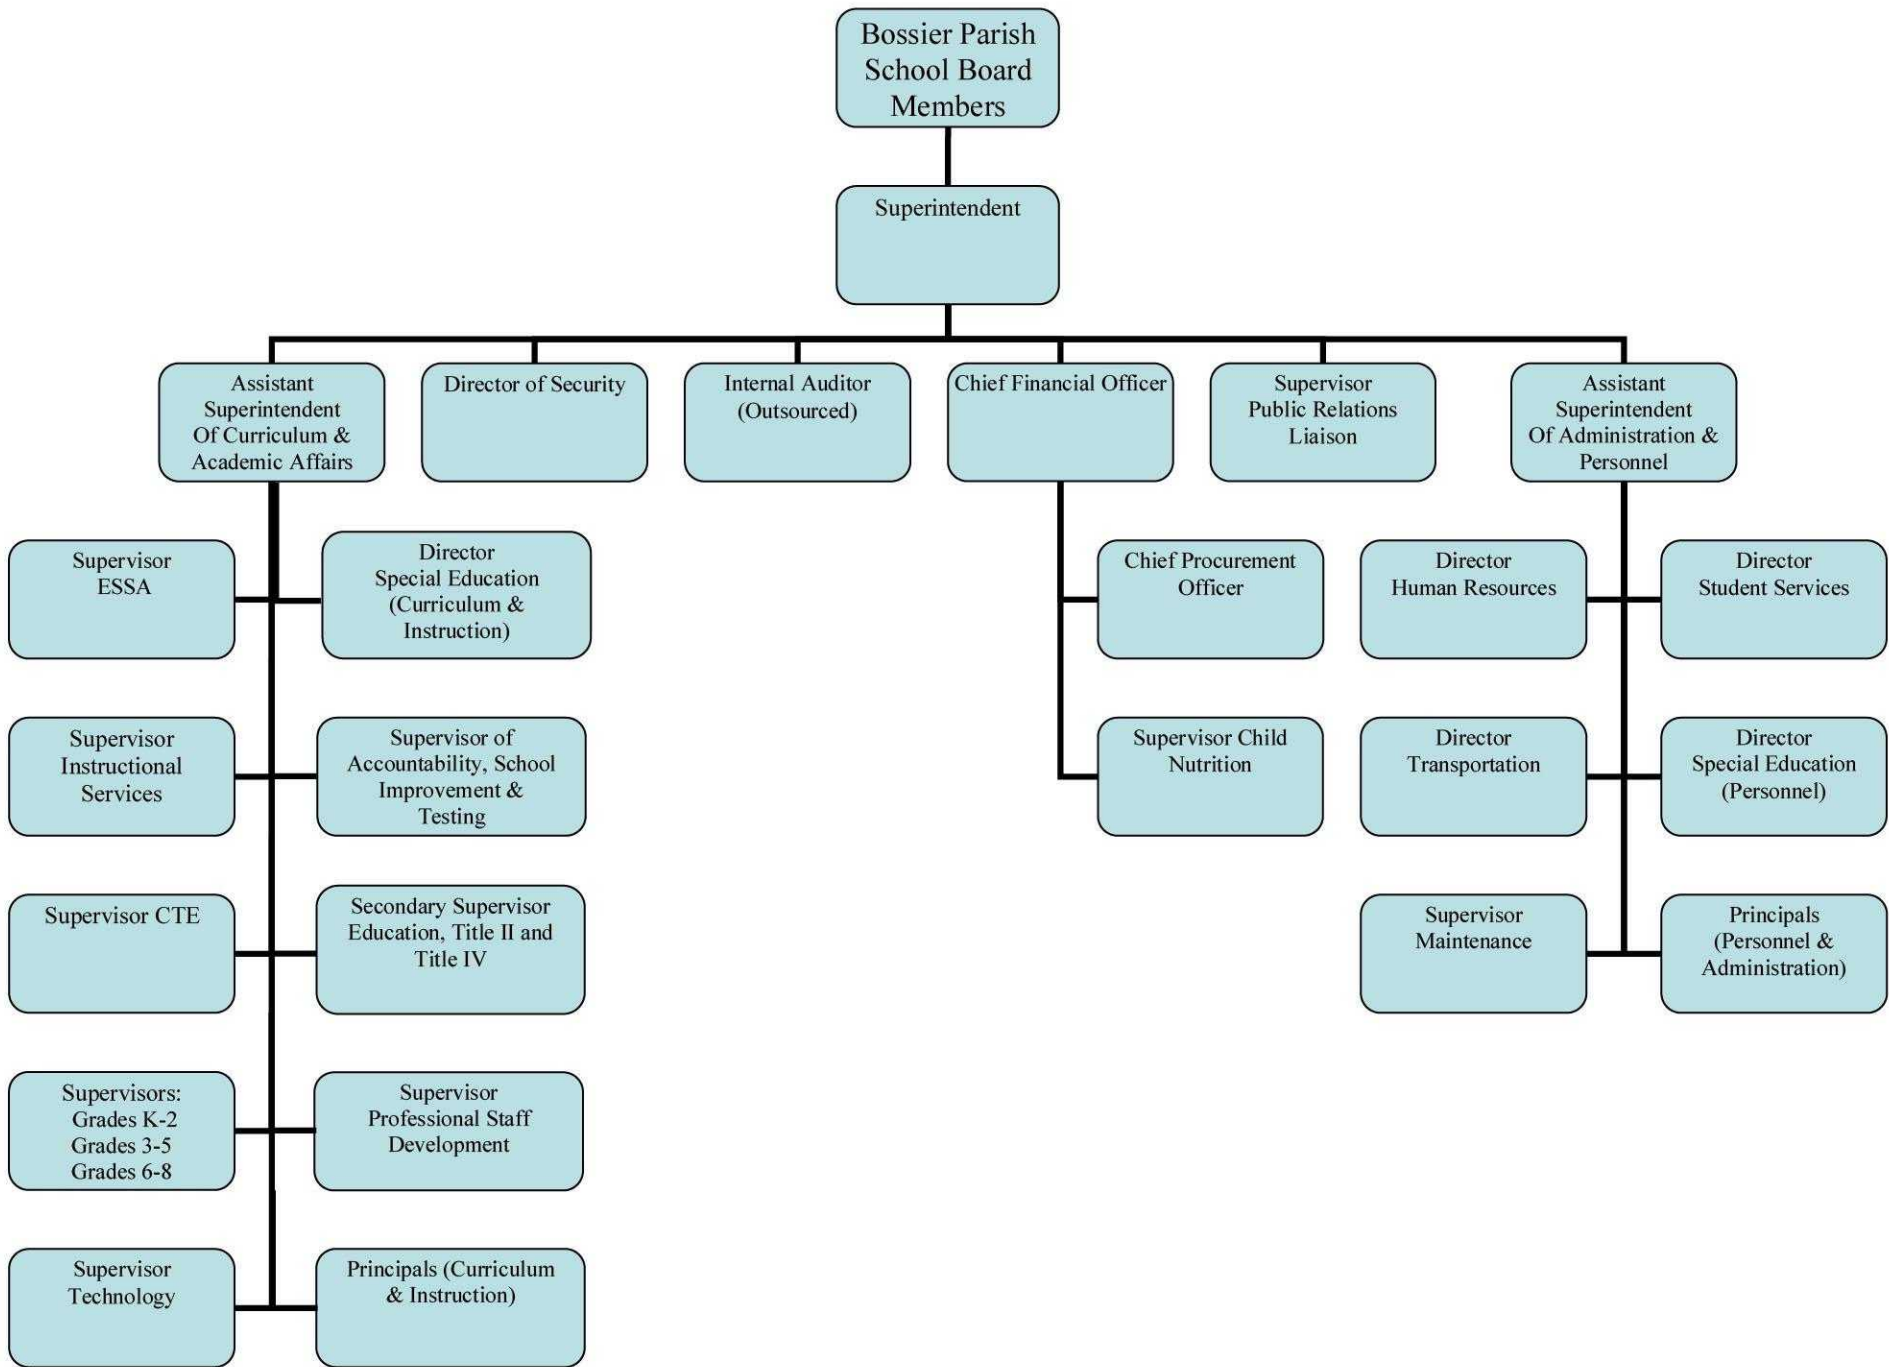 Bossier Parish
School Board
Members
Superintendent
Assistant
Superintendent
Of Curriculum &
Academic Affairs
Director of Security
Internal Auditor
(Outsourced)
Chief Financial Officer
Supervisor
Public Relations
Liaison
Assistant
Superintendent
Of Administration &
Personnel
Supervisor
ESSA
Director
Special Education
(Curriculum &
Instruction)
Chief Procurement
Officer
Director
Human Resources
Director
Student Services
Supervisor
Instructional
Services
Supervisor of
Accountability, School
Improvement &
Testing
Supervisor Child
Nutrition
Director
Transportation
Director
Special Education
(Personnel)
Supervisor CTE
Secondary Supervisor
Education, Title II and
Title IV
Supervisor
Maintenance
Principals
(Personnel &
Administration)
Supervisors:
Grades K-2
Grades 3-5
Grades 6-8
Supervisor
Professional Staff
Development
Supervisor
Technology
Principals (Curriculum
& Instruction)